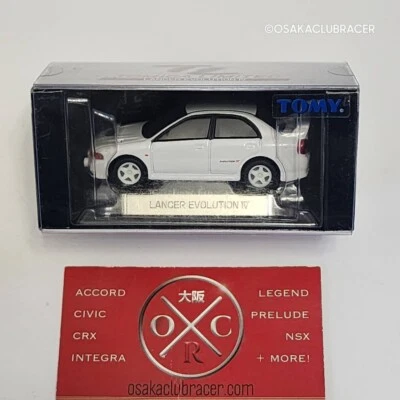 ©OSAKACLUBRACER
TOMY.
LANCER EVOLUTION IV
ACCORD
CIVIC
CRX
INTEGRA
大阪
O C
R
LEGEND
PRELUDE
NSX
+ MORE!
osakaclubracer.com